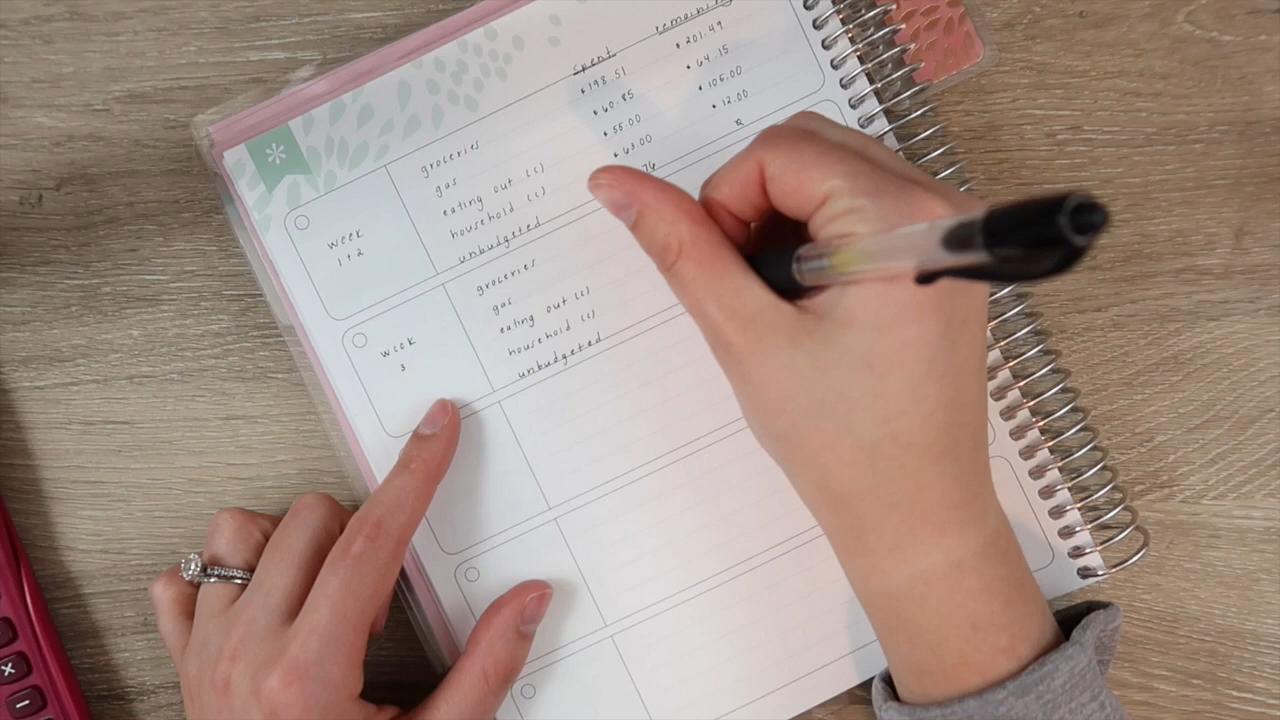 spent remaining
groceries $198.51 $201.49
gas $60.85 $64.15
eating out (c) $55.00 $105.00
household (c) $63.00 $12.00
unbudgeted 76
week
1+2
groceries
gas
eating out (c)
household (c)
unbudgeted
week
3